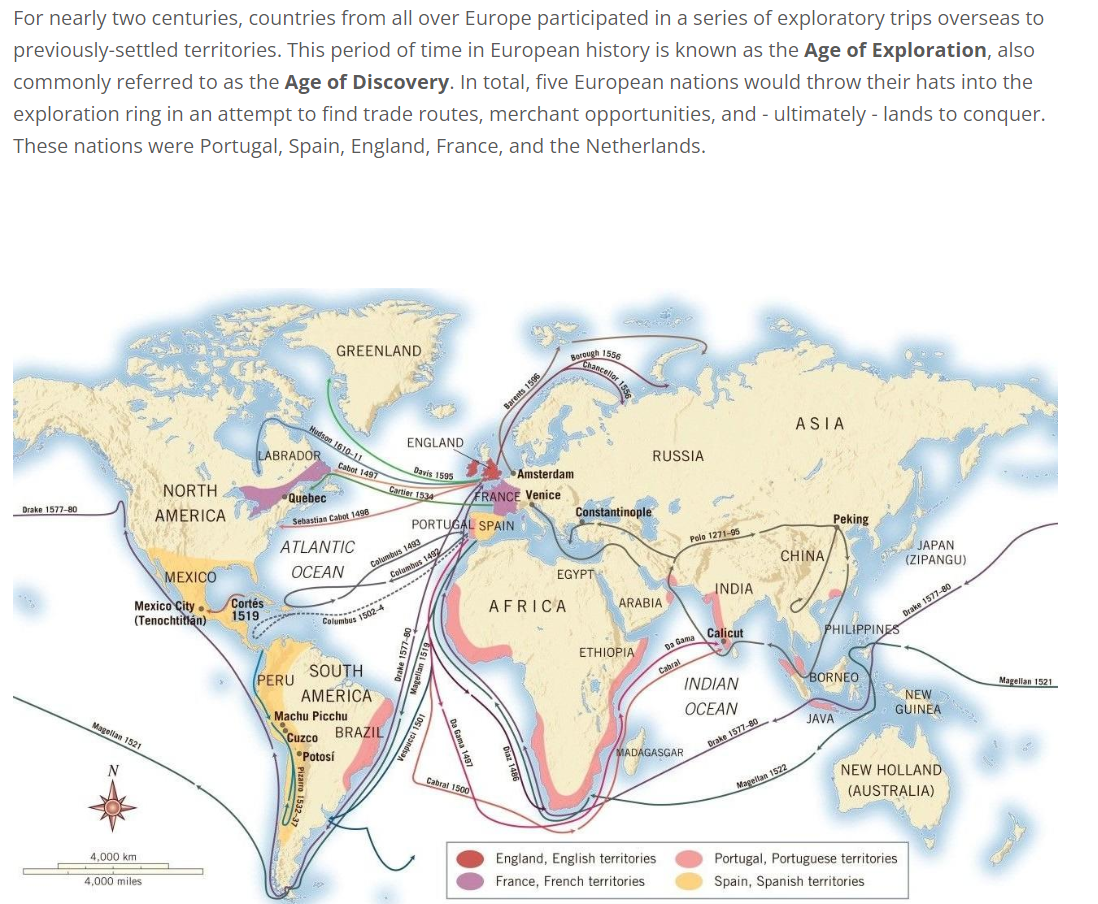 For nearly two centuries, countries from all over Europe participated in a series of exploratory trips overseas to
previously-settled territories. This period of time in European history is known as the Age of Exploration, also
commonly referred to as the Age of Discovery. In total, five European nations would throw their hats into the
exploration ring in an attempt to find trade routes, merchant opportunities, and - ultimately - lands to conquer.
These nations were Portugal, Spain, England, France, and the Netherlands.
GREENLAND
Borough 1556
Chancellor 1556
Barents 1596
ASIA
Hudson 1610-11
ENGLAND
LABRADOR
RUSSIA
Cabot 1497
Davis 1595
Amsterdam
NORTH
AMERICA
Quebec
Cartier 1534
FRANCE
Venice
Drake 1577-80
Sebastian Cabot 1498
Constantinople
Peking
PORTUGAL
SPAIN
Polo 1271-95
ATLANTIC
OCEAN
Columbus 1493
Columbus 1492
CHINA
JAPAN
(ZIPANGU)
MEXICO
EGYPT
INDIA
Drake 1577-80
Mexico City
(Tenochtitlán)
Cortés
1519
Columbus 1502-4
AFRICA
ARABIA
Calicut
PHILIPPINES
Da Gama
ETHIOPIA
Cabral
Drake 1577-80
Magellan 1519
SOUTH
AMERICA
PERU
INDIAN
OCEAN
BORNEO
Magellan 1521
NEW
GUINEA
Machu Picchu
Cuzco
BRAZIL
JAVA
Magellan 1521
Vespucci 1501
Da Gama 1497
Diaz 1486
MADAGASGAR
Drake 1577-80
Potosí
Pizarro 1532-37
Cabral 1500
Magellan 1522
NEW HOLLAND
(AUSTRALIA)
N
4,000 km
4,000 miles
England, English territories
Portugal, Portuguese territories
France, French territories
Spain, Spanish territories